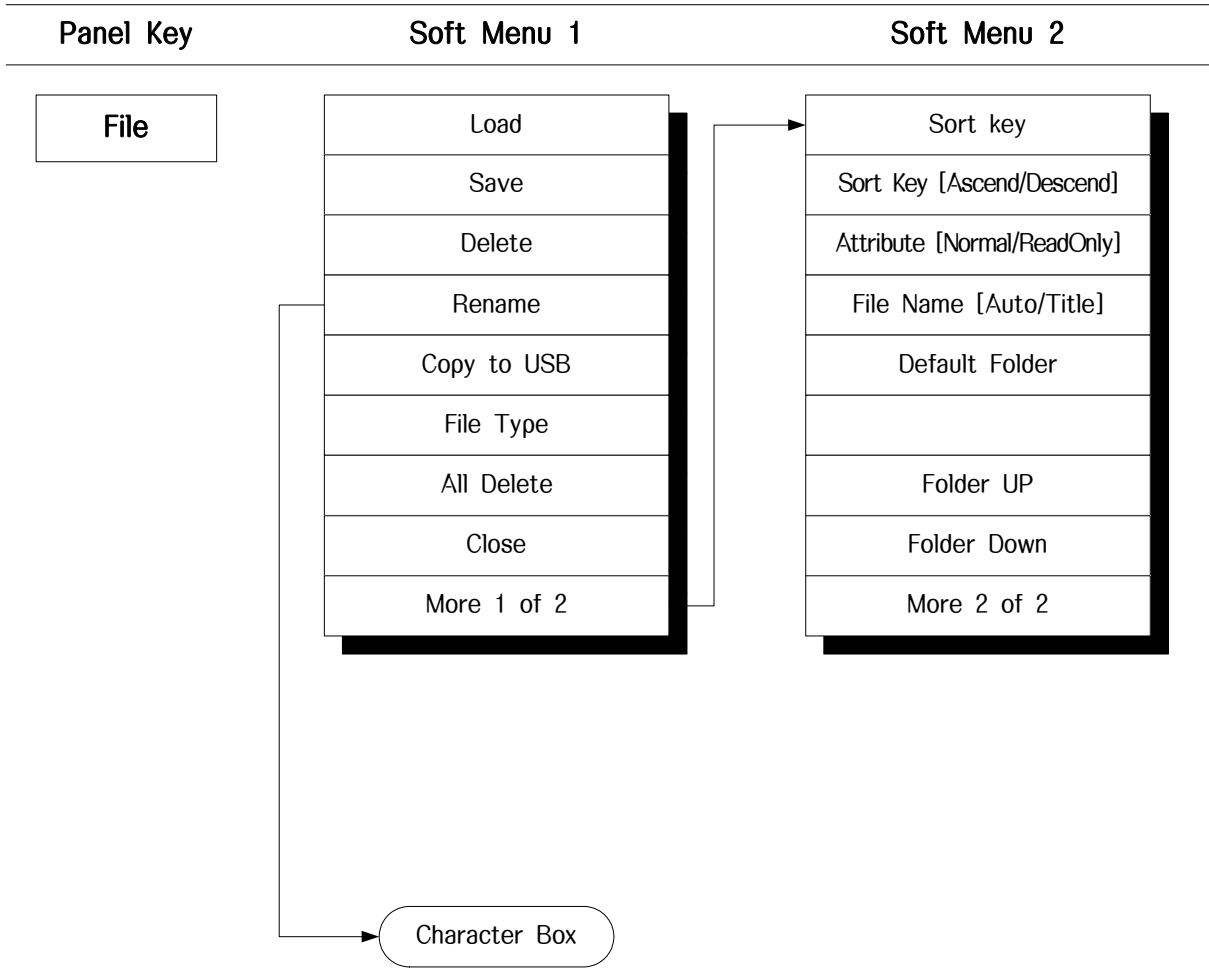 Panel Key
Soft Menu 1
Soft Menu 2
File
Load
Save
Delete
Rename
Copy to USB
File Type
All Delete
Close
More 1 of 2
Sort key
Sort Key [Ascend/Descend]
Attribute [Normal/ReadOnly]
File Name [Auto/Title]
Default Folder
Folder UP
Folder Down
More 2 of 2
Character Box